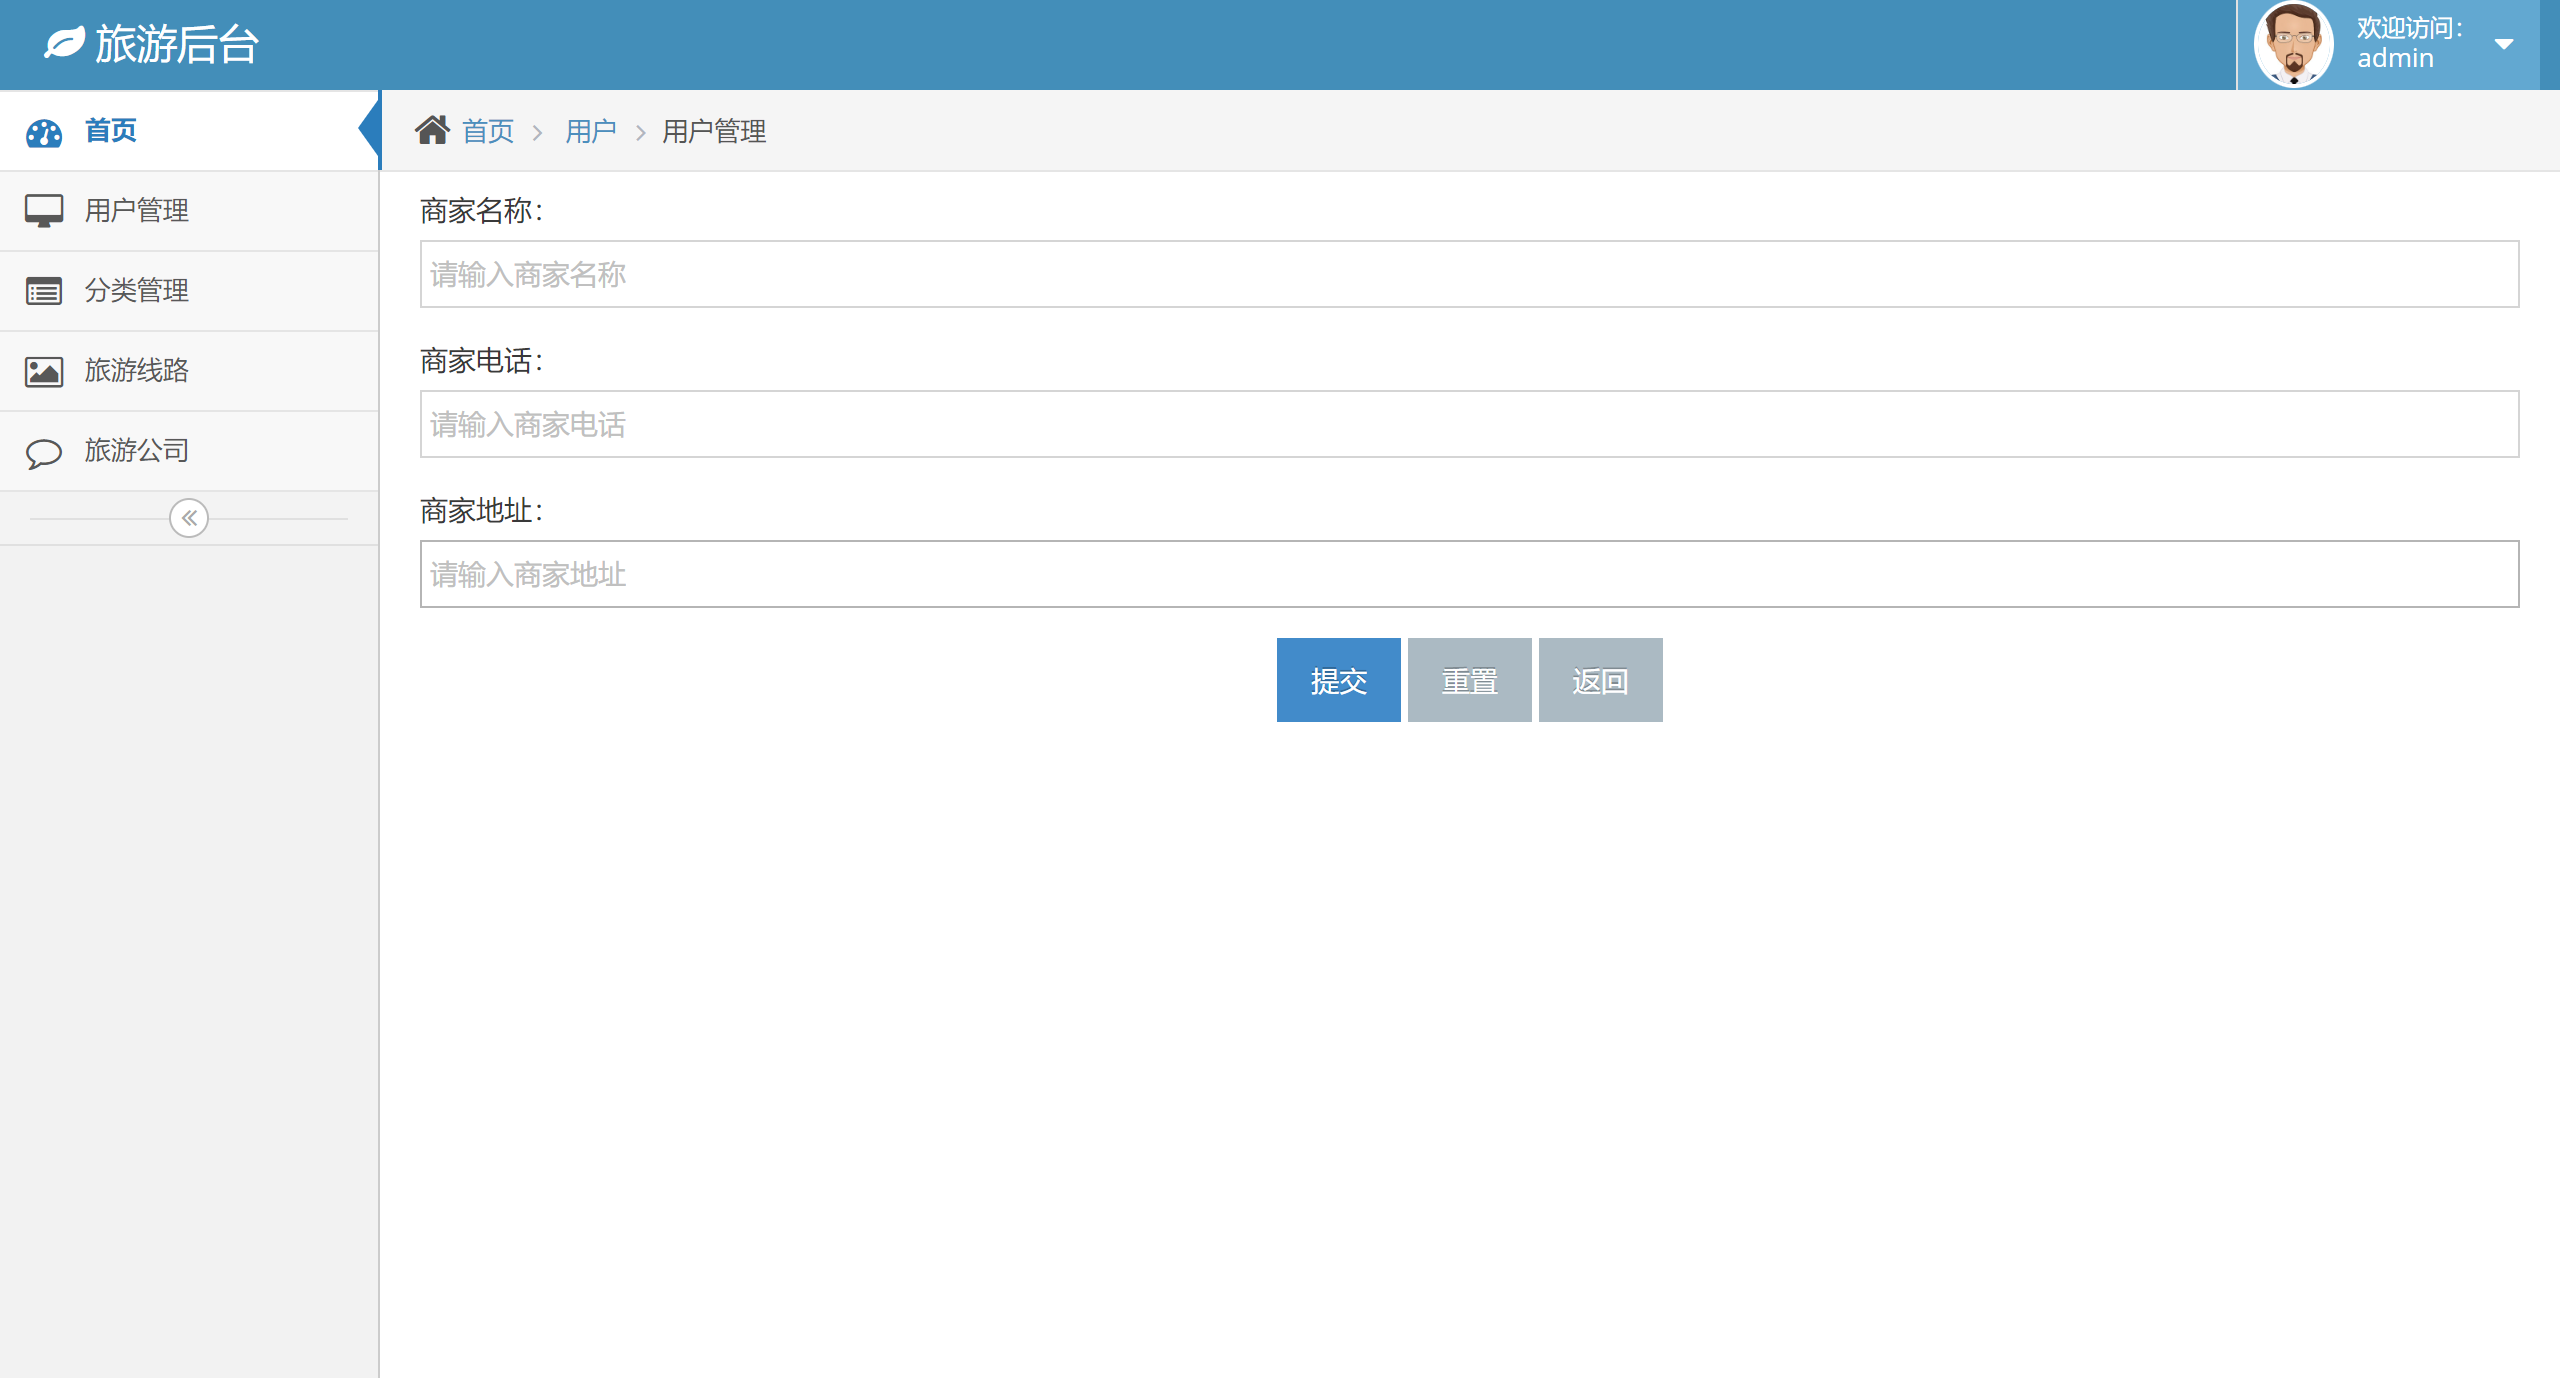 旅游后台
欢迎访问：
admin
首页
首页
用户
用户管理
用户管理
分类管理
旅游线路
旅游公司
商家名称：
请输入商家名称
商家电话：
请输入商家电话
商家地址：
请输入商家地址
提交
重置
返回